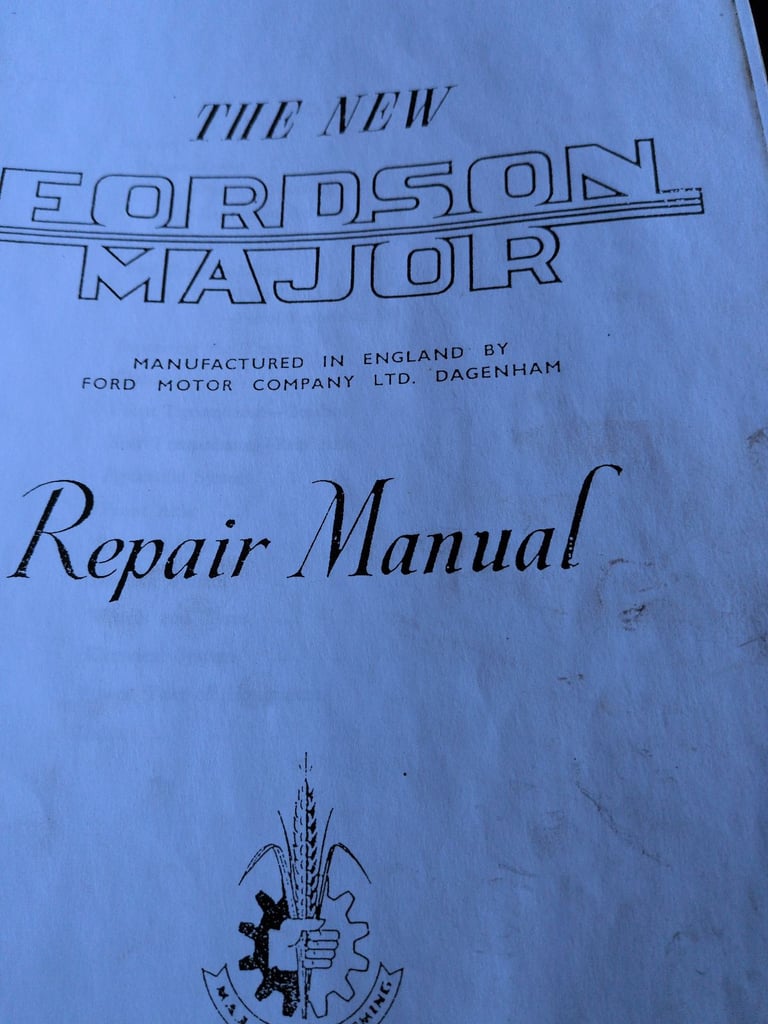 THE NEW
FORDSON
MAJOR
MANUFACTURED IN ENGLAND BY
FORD MOTOR COMPANY LTD. DAGENHAM
Repair Manual